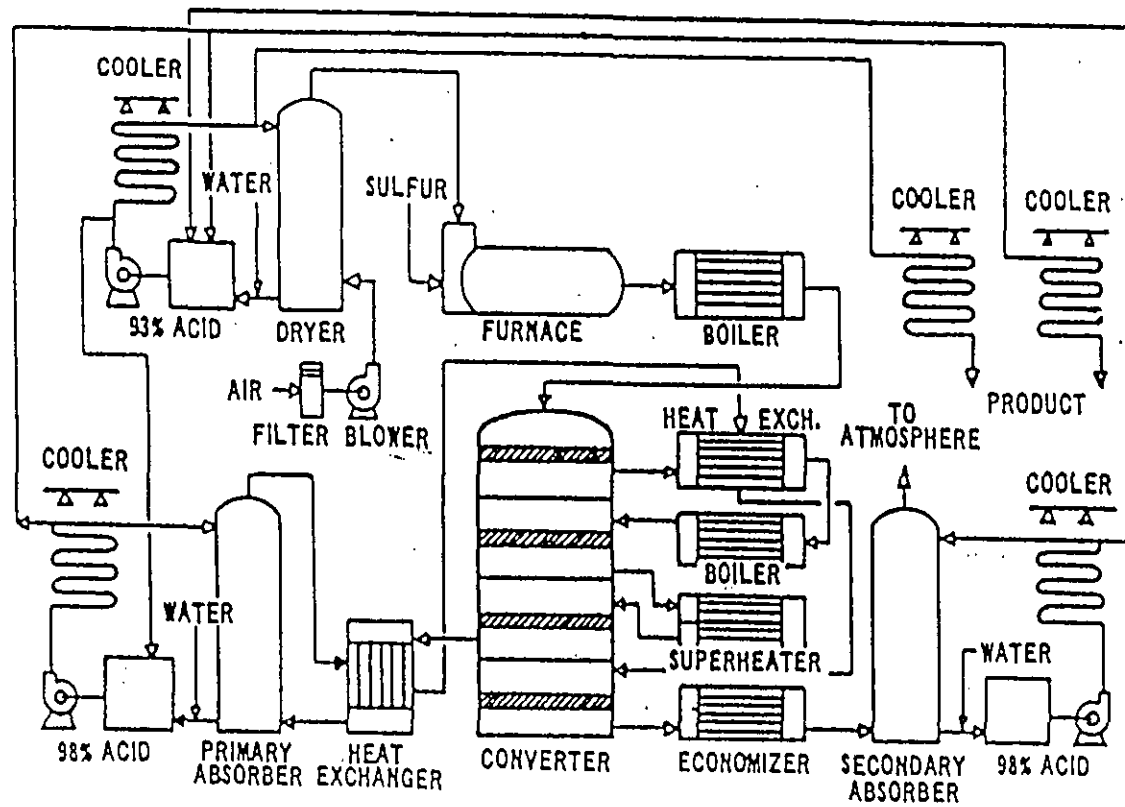 COOLER
WATER
SULFUR
COOLER
COOLER
93% ACID
DRYER
FURNACE
BOILER
AIR
FILTER BLOWER
HEAT EXCH.
TO
ATMOSPHERE
PRODUCT
COOLER
COOLER
BOILER
WATER
SUPERHEATER
WATER
98% ACID
PRIMARY
ABSORBER
HEAT
EXCHANGER
CONVERTER
ECONOMIZER
SECONDARY
ABSORBER
98% ACID